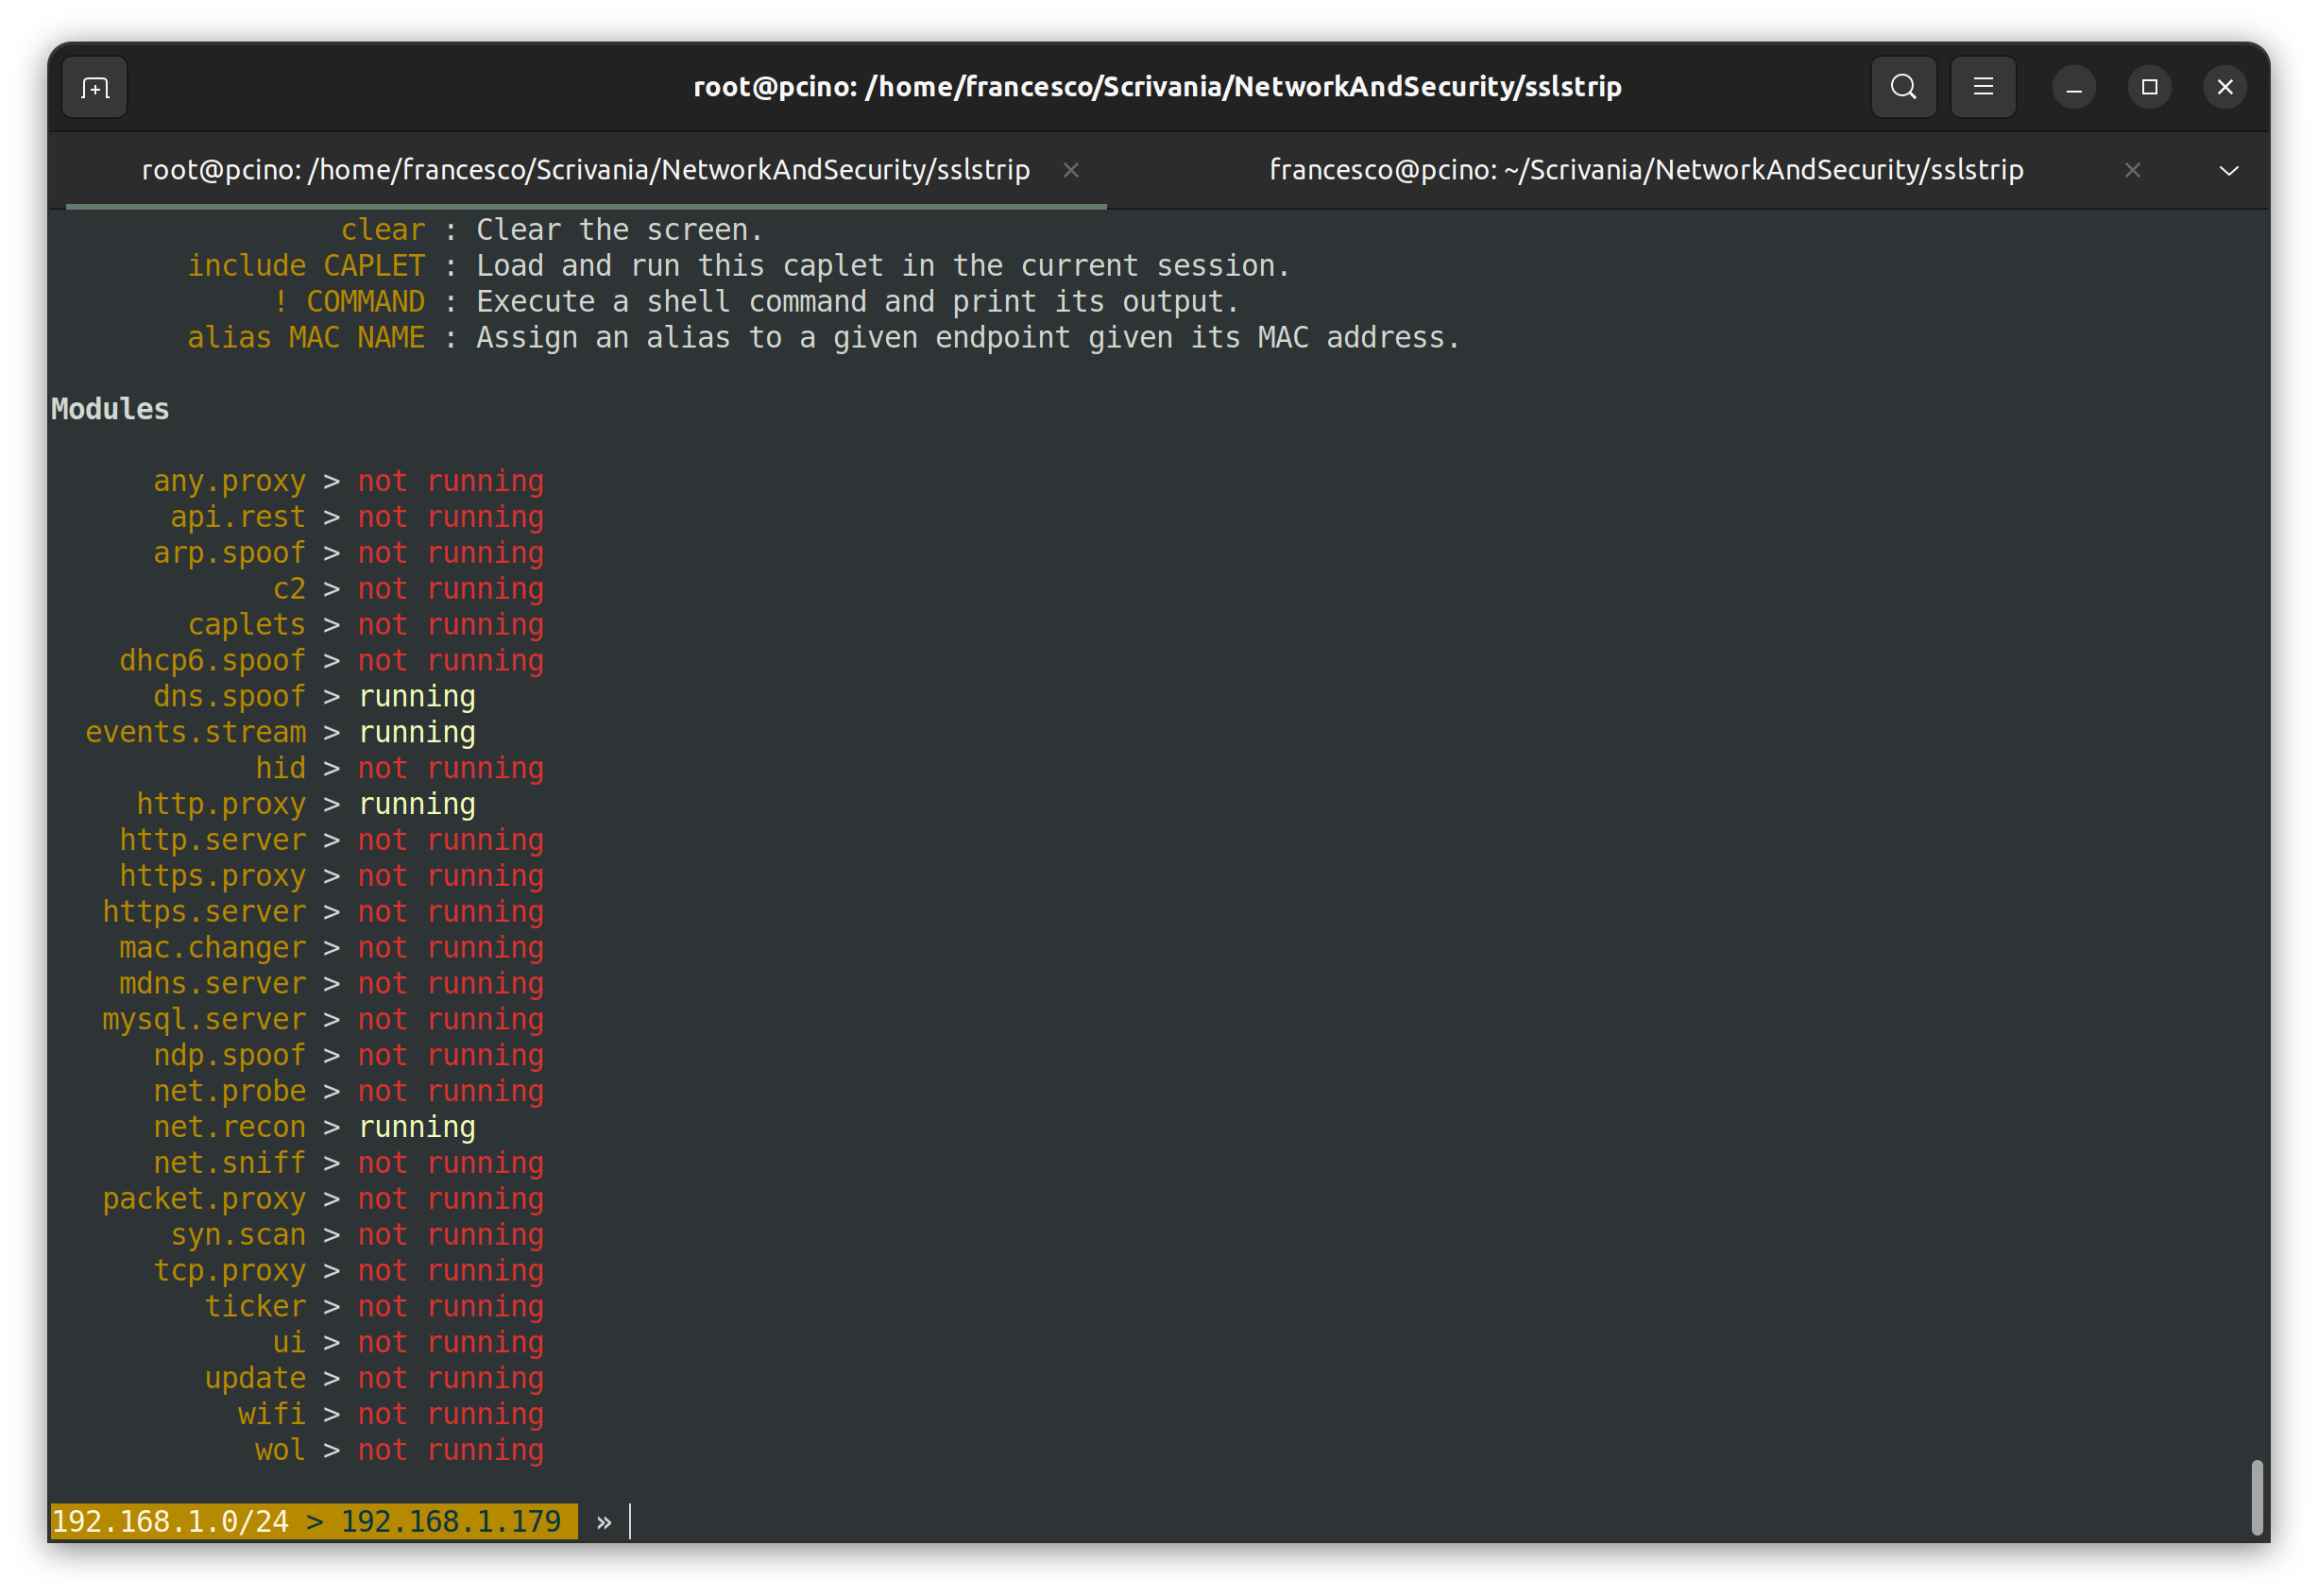 root@pcino: /home/francesco/Scrivania/NetworkAndSecurity/sslstrip
root@pcino: /home/francesco/Scrivania/NetworkAndSecurity/sslstrip
francesco@pcino: ~/Scrivania/NetworkAndSecurity/sslstrip
clear : Clear the screen.
include CAPLET : Load and run this caplet in the current session.
! COMMAND : Execute a shell command and print its output.
alias MAC NAME : Assign an alias to a given endpoint given its MAC address.
Modules
any.proxy > not running
api.rest > not running
arp.spoof > not running
c2 > not running
caplets > not running
dhcp6.spoof > not running
dns.spoof > running
events.stream > running
hid > not running
http.proxy > running
http.server > not running
https.proxy > not running
https.server > not running
mac.changer > not running
mdns.server > not running
mysql.server > not running
ndp.spoof > not running
net.probe > not running
net.recon > running
net.sniff > not running
packet.proxy > not running
syn.scan > not running
tcp.proxy > not running
ticker > not running
ui > not running
update > not running
wifi > not running
wol > not running
192.168.1.0/24 > 192.168.1.179 »